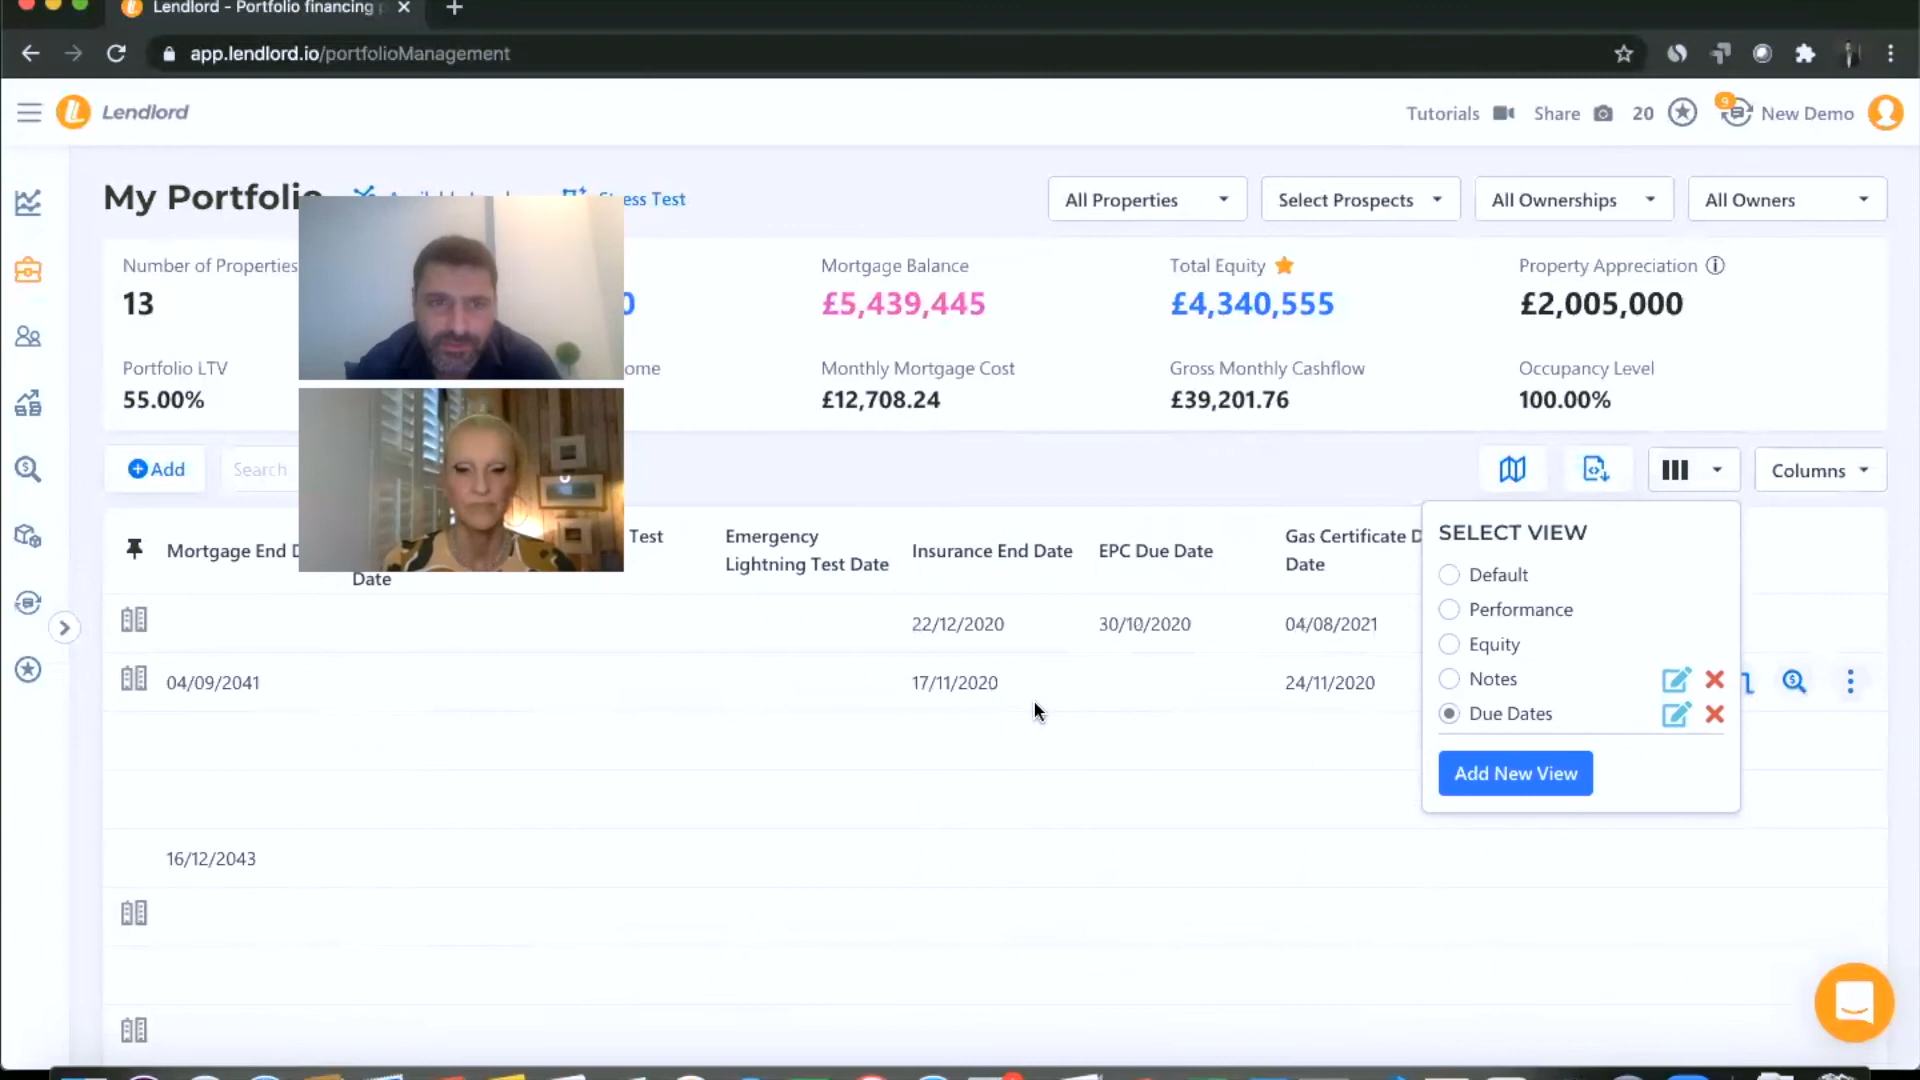 Lendlord - Portfolio financing
app.lendlord.io/portfolioManagement
Lendlord
Tutorials
Share
20
9
New Demo
My Portfolio
Stress Test
All Properties
Select Prospects
All Ownerships
All Owners
Number of Properties
Mortgage Balance
Total Equity
Property Appreciation
13
0
£5,439,445
£4,340,555
£2,005,000
Portfolio LTV
ome
Monthly Mortgage Cost
Gross Monthly Cashflow
Occupancy Level
55.00%
£12,708.24
£39,201.76
100.00%
Add
Search
Columns
Mortgage End D
Date
Test
Emergency
Lightning Test Date
Insurance End Date
EPC Due Date
Gas Certificate D
Date
22/12/2020
30/10/2020
04/08/2021
04/09/2041
17/11/2020
24/11/2020
16/12/2043
SELECT VIEW
Default
Performance
Equity
Notes
Due Dates
Add New View